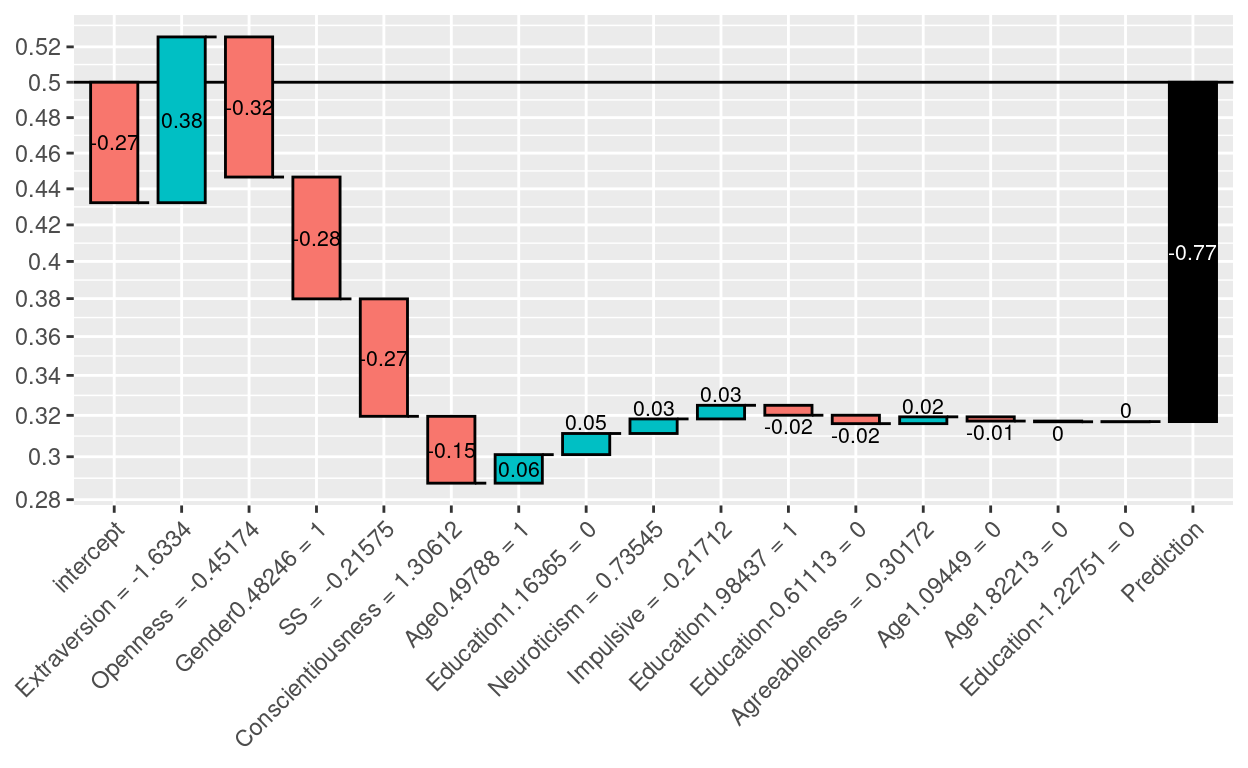 0.52
0.5
0.48
0.46
0.44
0.42
0.4
0.38
0.36
0.34
0.32
0.3
0.28
-0.27
0.38
-0.32
-0.28
-0.27
-0.15
0.06
0.05
0.03
0.03
-0.02
-0.02
0.02
-0.01
0
0
-0.77
intercept
Extraversion = -1.6334
Openness = -0.45174
Gender0.48246 = 1
SS = -0.21575
Conscientiousness = 1.30612
Age0.49788 = 1
Education1.16365 = 0
Neuroticism = 0.73545
Impulsive = -0.21712
Education1.98437 = 1
Education-0.61113 = 0
Agreeableness = -0.30172
Age1.09449 = 0
Age1.82213 = 0
Education-1.22751 = 0
Prediction